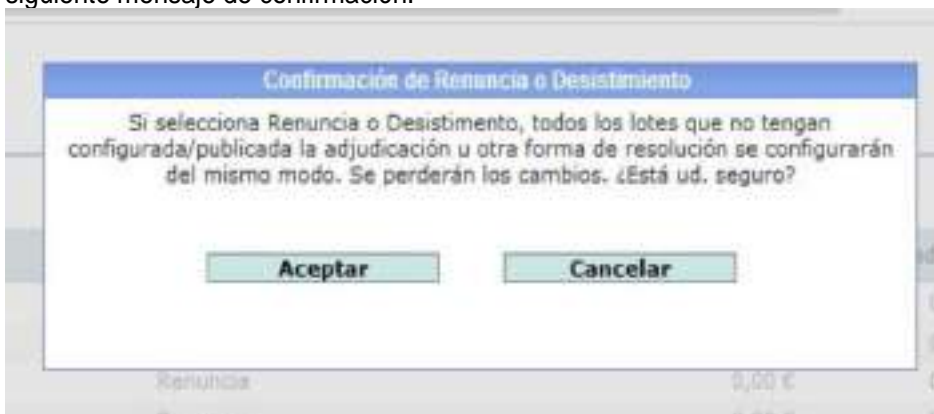 siguiente mensaje de confirmación:
Confirmación de Renuncia o Desistimiento
Si selecciona Renuncia o Desistimento, todos los lotes que no tengan
configurada/publicada la adjudicación u otra forma de resolución se configurarán
del mismo modo. Se perderán los cambios. ¿Está ud. seguro?
Aceptar Cancelar
Renuncia 0,00 €